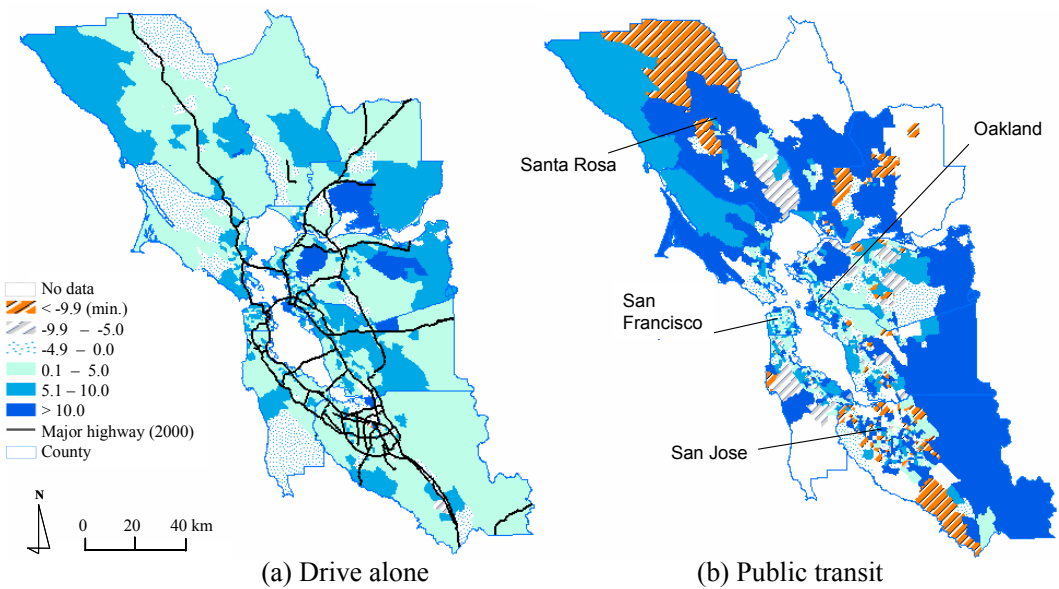 Oakland
Santa Rosa
San
Francisco
San Jose
No data
< -9.9 (min.)
-9.9 – -5.0
-4.9 – 0.0
0.1 – 5.0
5.1 – 10.0
> 10.0
Major highway (2000)
County
N
0 20 40 km
(a) Drive alone
(b) Public transit